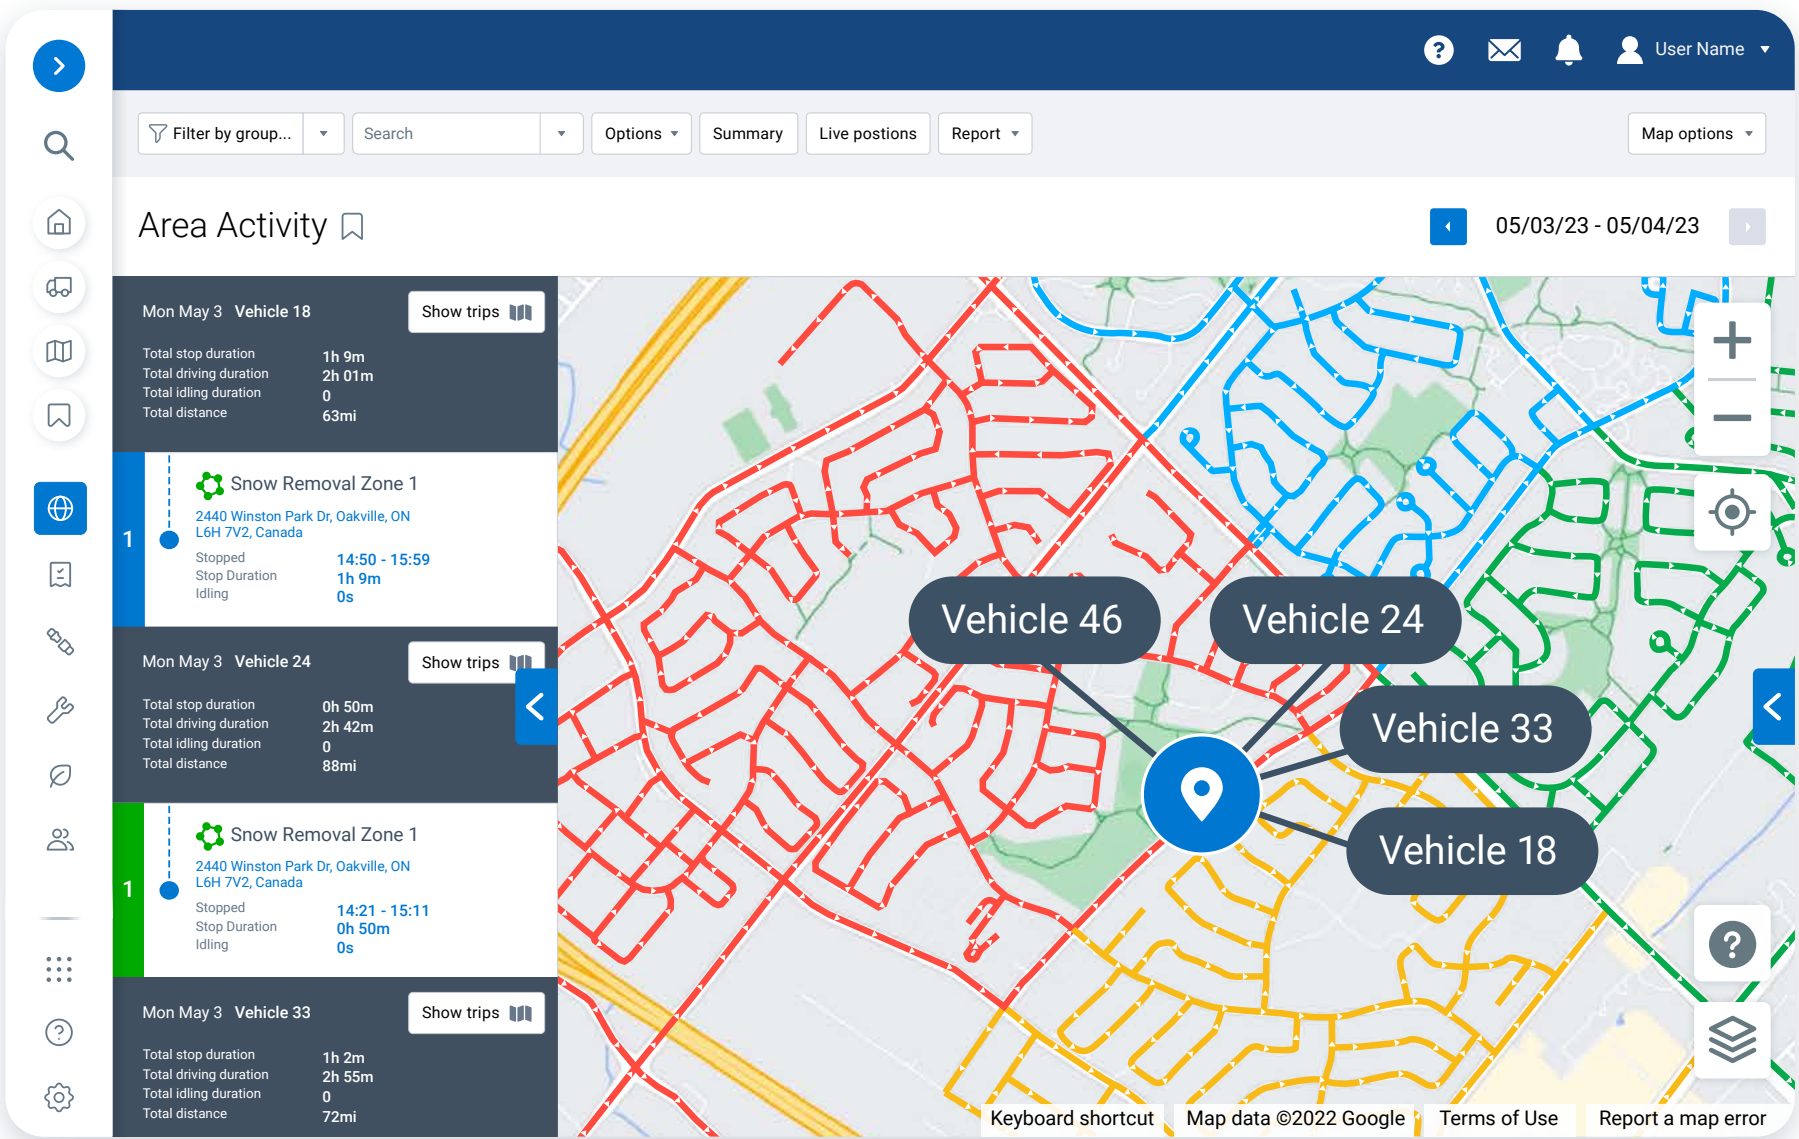 User Name
Filter by group...
Search
Options
Summary
Live postions
Report
Map options
Area Activity
05/03/23 - 05/04/23
Mon May 3 Vehicle 18
Show trips
Total stop duration 1h 9m
Total driving duration 2h 01m
Total idling duration 0
Total distance 63mi
1
Snow Removal Zone 1
2440 Winston Park Dr, Oakville, ON
L6H 7V2, Canada
Stopped 14:50 - 15:59
Stop Duration 1h 9m
Idling 0s
Mon May 3 Vehicle 24
Show trips
Total stop duration 0h 50m
Total driving duration 2h 42m
Total idling duration 0
Total distance 88mi
1
Snow Removal Zone 1
2440 Winston Park Dr, Oakville, ON
L6H 7V2, Canada
Stopped 14:21 - 15:11
Stop Duration 0h 50m
Idling 0s
Mon May 3 Vehicle 33
Show trips
Total stop duration 1h 2m
Total driving duration 2h 55m
Total idling duration 0
Total distance 72mi
Vehicle 46
Vehicle 24
Vehicle 33
Vehicle 18
Keyboard shortcut
Map data ©2022 Google
Terms of Use
Report a map error